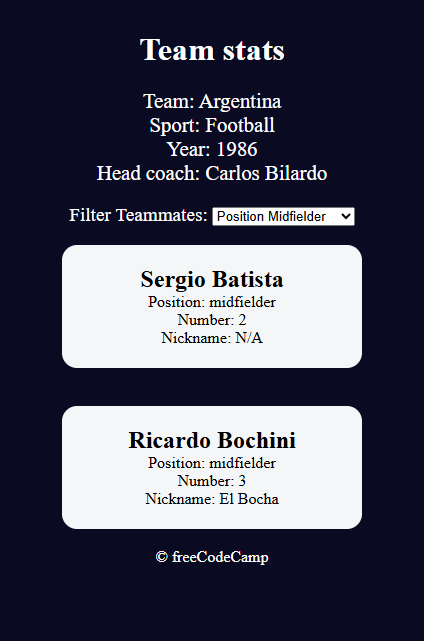 Team stats
Team: Argentina
Sport: Football
Year: 1986
Head coach: Carlos Bilardo
Filter Teammates: Position Midfielder
Sergio Batista
Position: midfielder
Number: 2
Nickname: N/A
Ricardo Bochini
Position: midfielder
Number: 3
Nickname: El Bocha
© freeCodeCamp